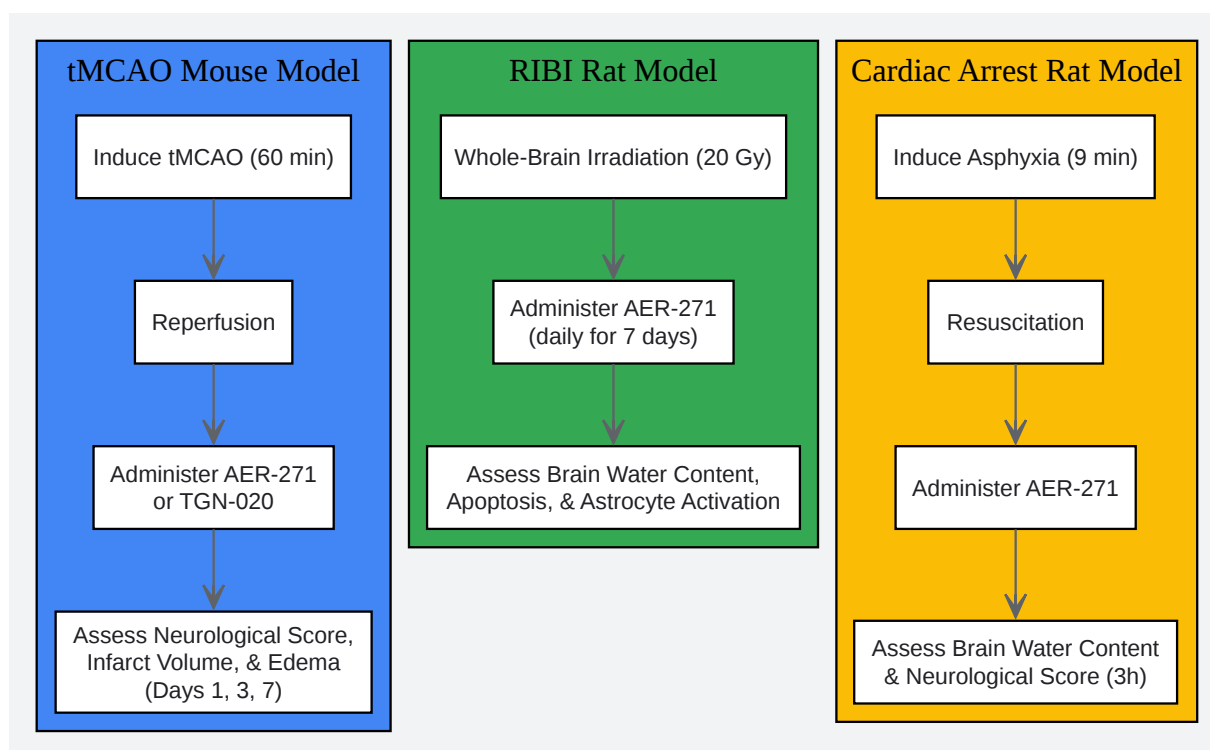 tMCAO Mouse Model
Induce tMCAO (60 min)
Reperfusion
Administer AER-271
or TGN-020
Assess Neurological Score,
Infarct Volume, & Edema
(Days 1, 3, 7)
RIBI Rat Model
Whole-Brain Irradiation (20 Gy)
Administer AER-271
(daily for 7 days)
Assess Brain Water Content,
Apoptosis, & Astrocyte Activation
Cardiac Arrest Rat Model
Induce Asphyxia (9 min)
Resuscitation
Administer AER-271
Assess Brain Water Content
& Neurological Score (3h)